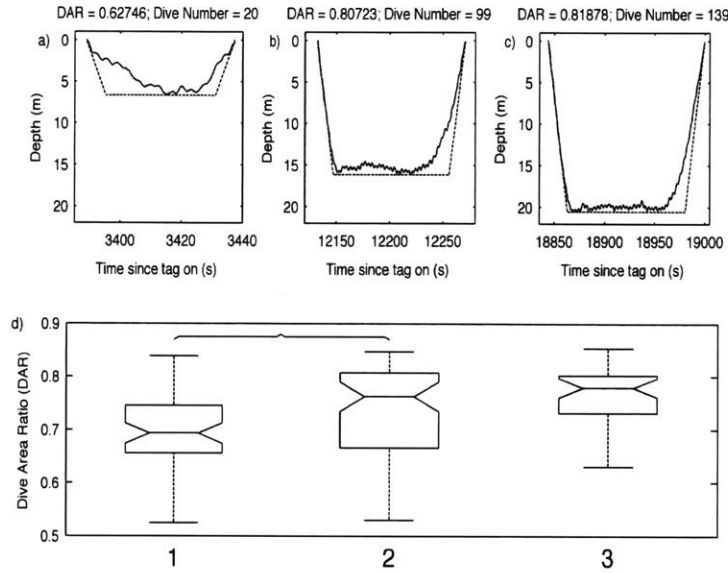 DAR = 0.62746; Dive Number = 20
DAR = 0.80723; Dive Number = 99
DAR = 0.81878; Dive Number = 139
a)
b)
c)
0
5
10
15
20
Depth (m)
3400
3420
3440
Time since tag on (s)
0
5
10
15
20
Depth (m)
12150
12200
12250
Time since tag on (s)
0
5
10
15
20
Depth (m)
18850
18900
18950
19000
Time since tag on (s)
d)
0.9
0.8
0.7
0.6
0.5
Dive Area Ratio (DAR)
1
2
3